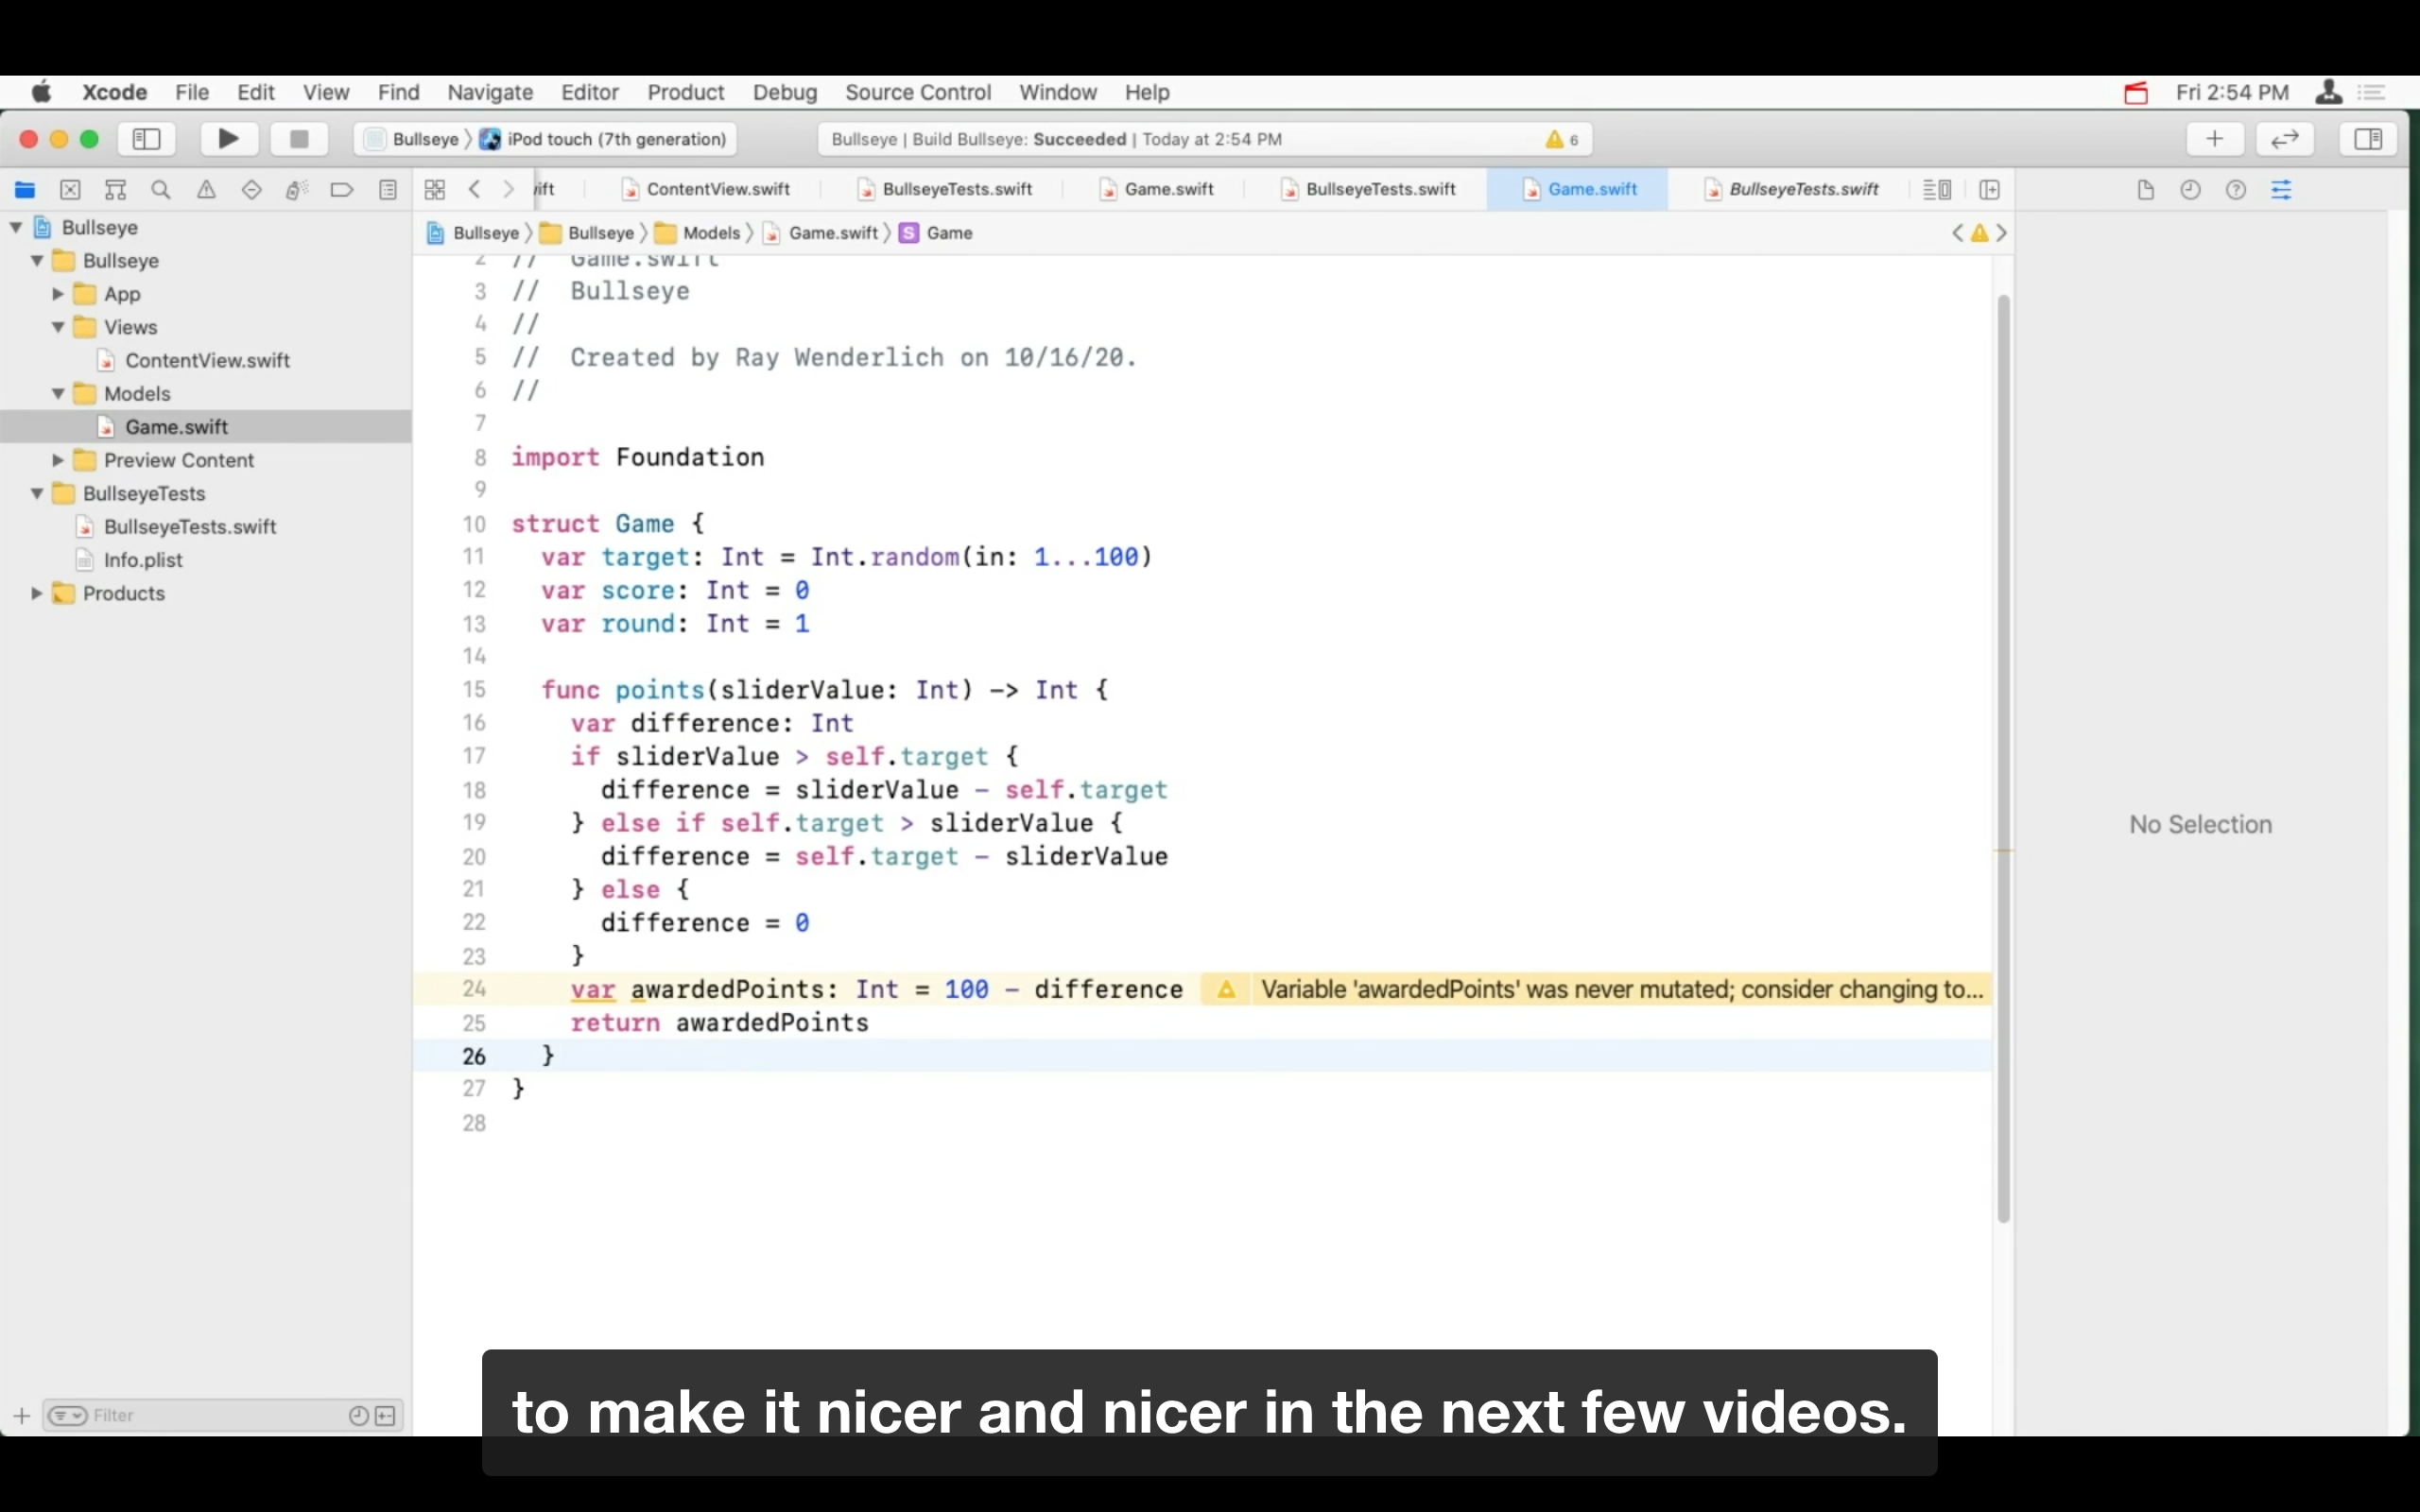 Xcode File Edit View Find Navigate Editor Product Debug Source Control Window Help Fri 2:54 PM
Bullseye iPod touch (7th generation) Bullseye | Build Bullseye: Succeeded | Today at 2:54 PM 6
ift ContentView.swift BullseyeTests.swift Game.swift BullseyeTests.swift Game.swift BullseyeTests.swift
Bullseye Bullseye Models Game.swift S Game
Bullseye
Bullseye
App
Views
ContentView.swift
Models
Game.swift
Preview Content
BullseyeTests
BullseyeTests.swift
Info.plist
Products
Filter
2 // Game.swift
3 // Bullseye
4 //
5 // Created by Ray Wenderlich on 10/16/20.
6 //
7
8 import Foundation
9
10 struct Game {
11 var target: Int = Int.random(in: 1...100)
12 var score: Int = 0
13 var round: Int = 1
14
15 func points(sliderValue: Int) -> Int {
16 var difference: Int
17 if sliderValue > self.target {
18 difference = sliderValue - self.target
19 } else if self.target > sliderValue {
20 difference = self.target - sliderValue
21 } else {
22 difference = 0
23 }
24 var awardedPoints: Int = 100 - difference Variable 'awardedPoints' was never mutated; consider changing to...
25 return awardedPoints
26 }
27 }
28
No Selection
to make it nicer and nicer in the next few videos.